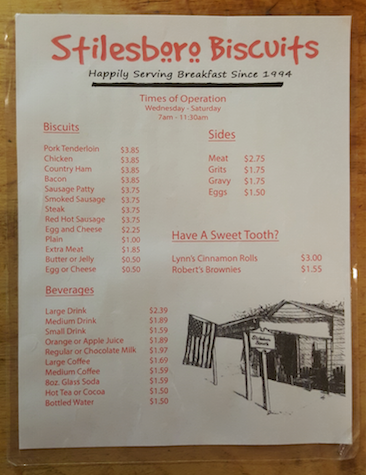 Stilesboro Biscuits
Happily Serving Breakfast Since 1994
Times of Operation
Wednesday - Saturday
7am - 11:30am
Biscuits
Pork Tenderloin $3.85
Chicken $3.85
Country Ham $3.85
Bacon $3.85
Sausage Patty $3.75
Smoked Sausage $3.75
Steak $3.75
Red Hot Sausage $3.75
Egg and Cheese $2.25
Plain $1.00
Extra Meat $1.85
Butter or Jelly $0.50
Egg or Cheese $0.50
Sides
Meat $2.75
Grits $1.75
Gravy $1.75
Eggs $1.50
Have A Sweet Tooth?
Lynn's Cinnamon Rolls $3.00
Robert's Brownies $1.55
Beverages
Large Drink $2.39
Medium Drink $1.89
Small Drink $1.59
Orange or Apple Juice $1.89
Regular or Chocolate Milk $1.97
Large Coffee $1.69
Medium Coffee $1.59
8oz. Glass Soda $1.59
Hot Tea or Cocoa $1.50
Bottled Water $1.50
Stilesboro
Biscuits